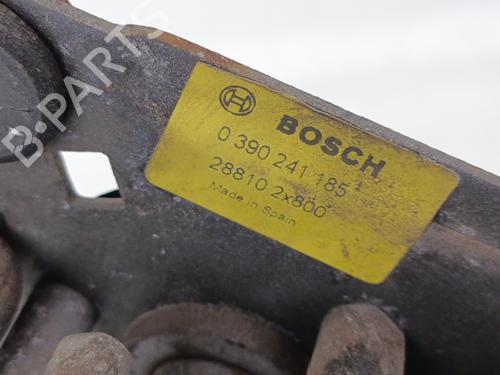 B-PARTS
BOSCH
0 390 241 185
28810 2x800
Made in Spain